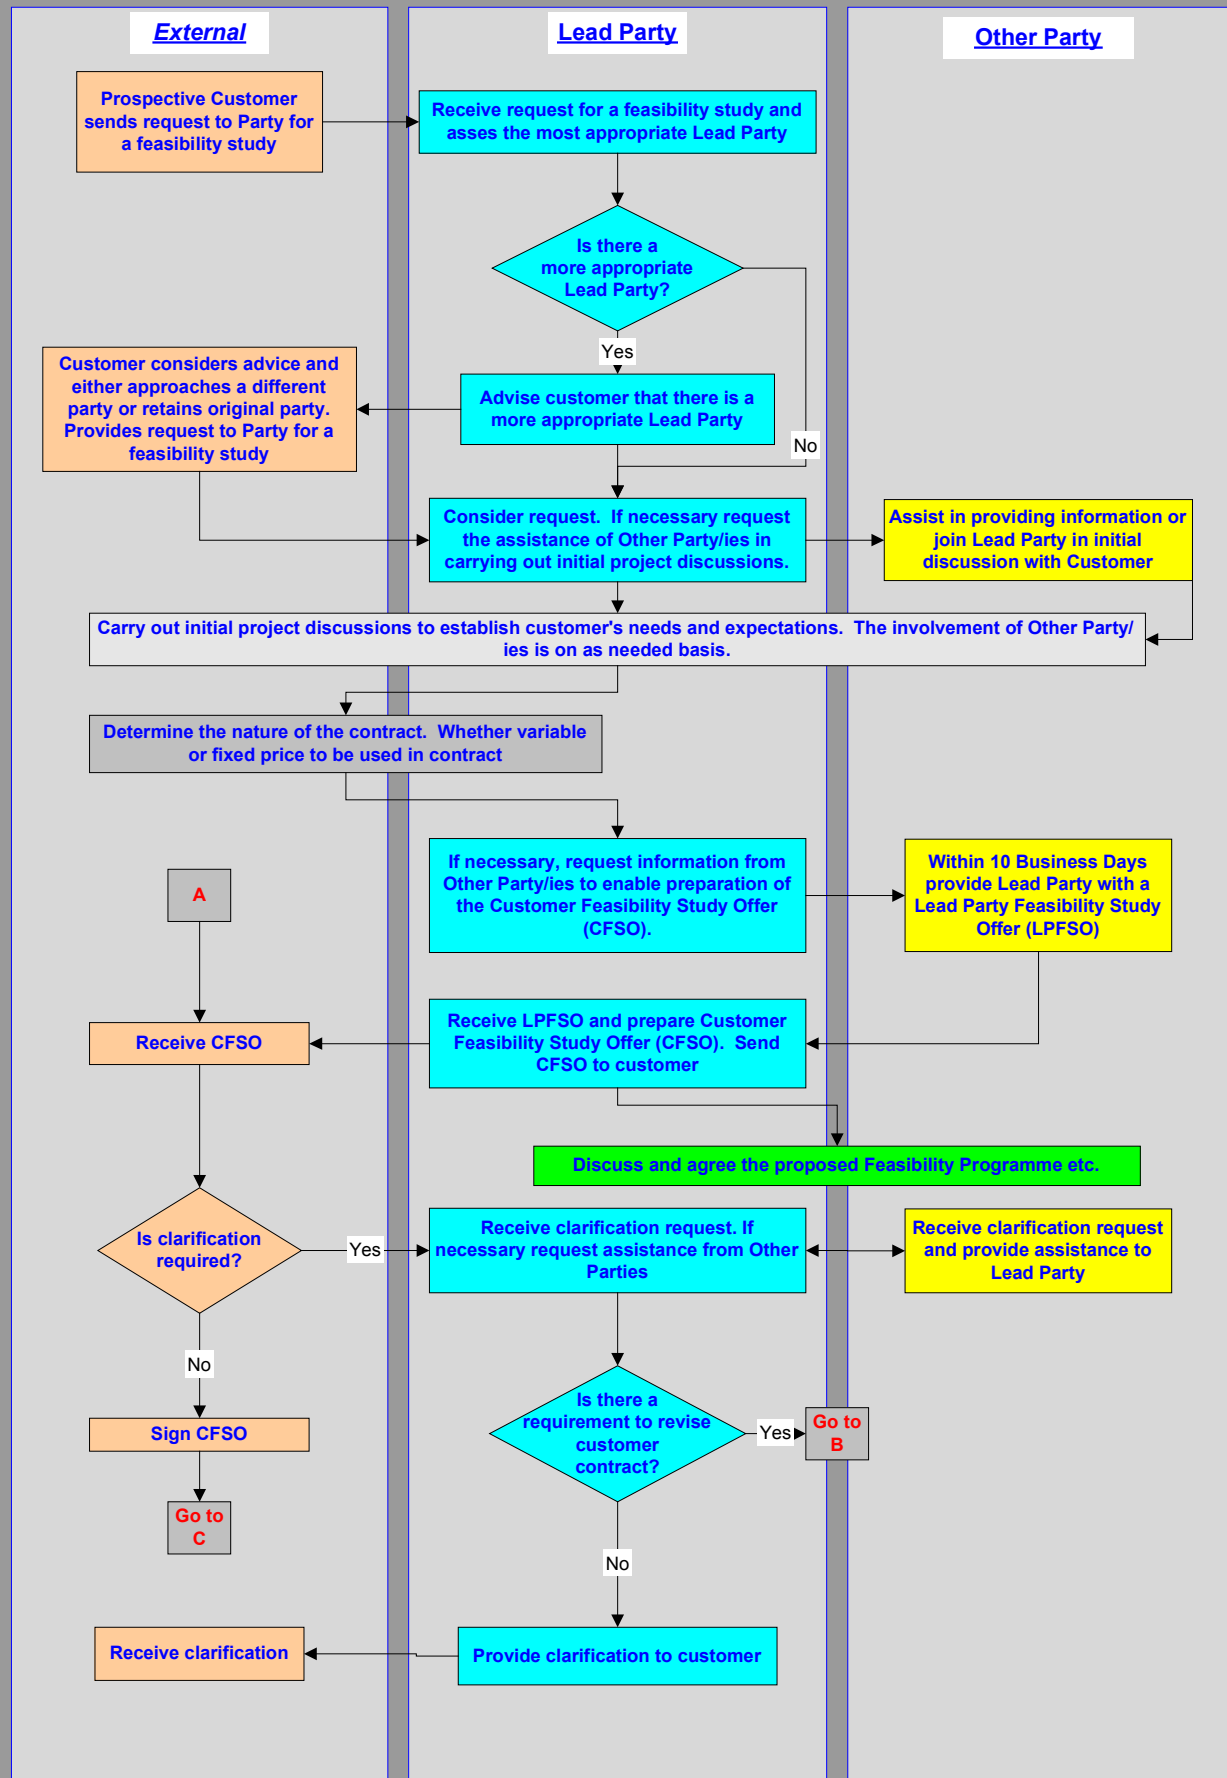 External
Lead Party
Other Party
Prospective Customer
sends request to Party for
a feasibility study
Receive request for a feasibility study and
asses the most appropriate Lead Party
Is there a
more appropriate
Lead Party?
Yes
Customer considers advice and
either approaches a different
party or retains original party.
Provides request to Party for a
feasibility study
Advise customer that there is a
more appropriate Lead Party
No
Consider request.  If necessary request
the assistance of Other Party/ies in
carrying out initial project discussions.
Assist in providing information or
join Lead Party in initial
discussion with Customer
Carry out initial project discussions to establish customer's needs and expectations.  The involvement of Other Party/
ies is on as needed basis.
Determine the nature of the contract.  Whether variable
or fixed price to be used in contract
A
If necessary, request information from
Other Party/ies to enable preparation of
the Customer Feasibility Study Offer
(CFSO).
Within 10 Business Days
provide Lead Party with a
Lead Party Feasibility Study
Offer (LPFSO)
Receive CFSO
Receive LPFSO and prepare Customer
Feasibility Study Offer (CFSO).  Send
CFSO to customer
Discuss and agree the proposed Feasibility Programme etc.
Is clarification
required?
Yes
Receive clarification request. If
necessary request assistance from Other
Parties
Receive clarification request
and provide assistance to
Lead Party
No
Sign CFSO
Is there a
requirement to revise
customer
contract?
Yes
Go to
B
Go to
C
No
Receive clarification
Provide clarification to customer